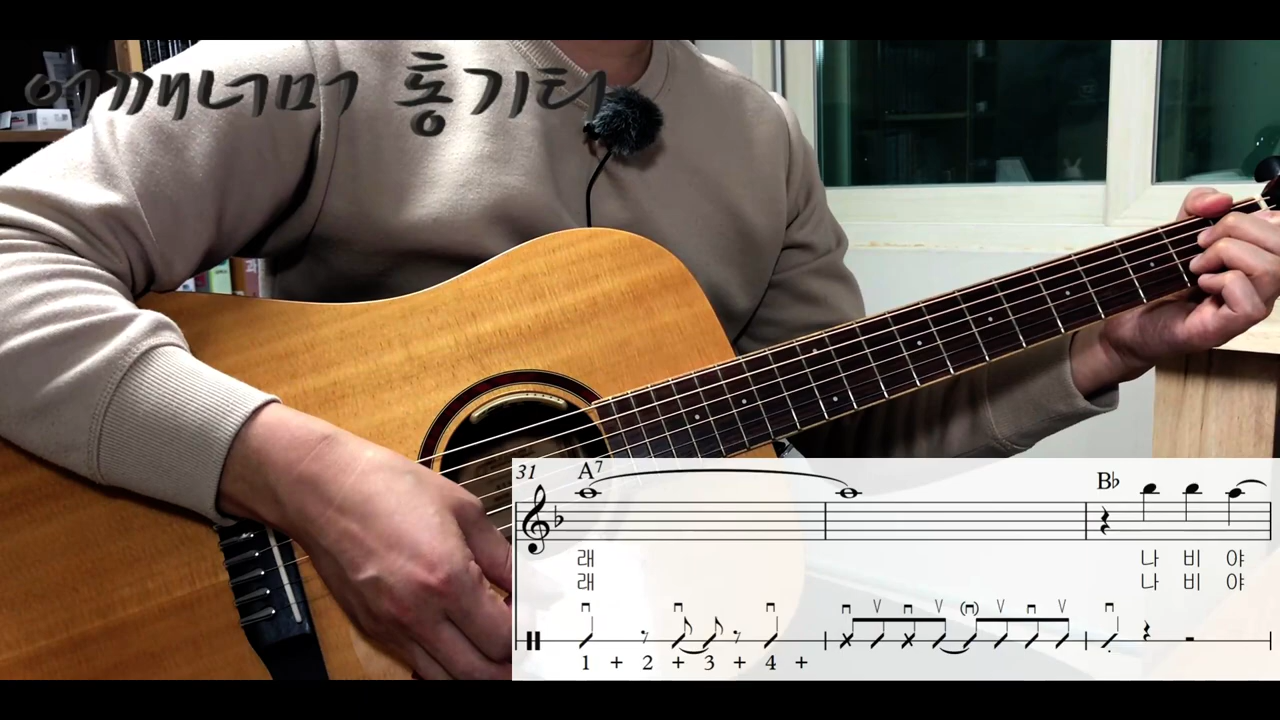 어깨너머 통기타
31 A7 B♭
래 나 비 야
래 나 비 야
1 + 2 + 3 + 4 +